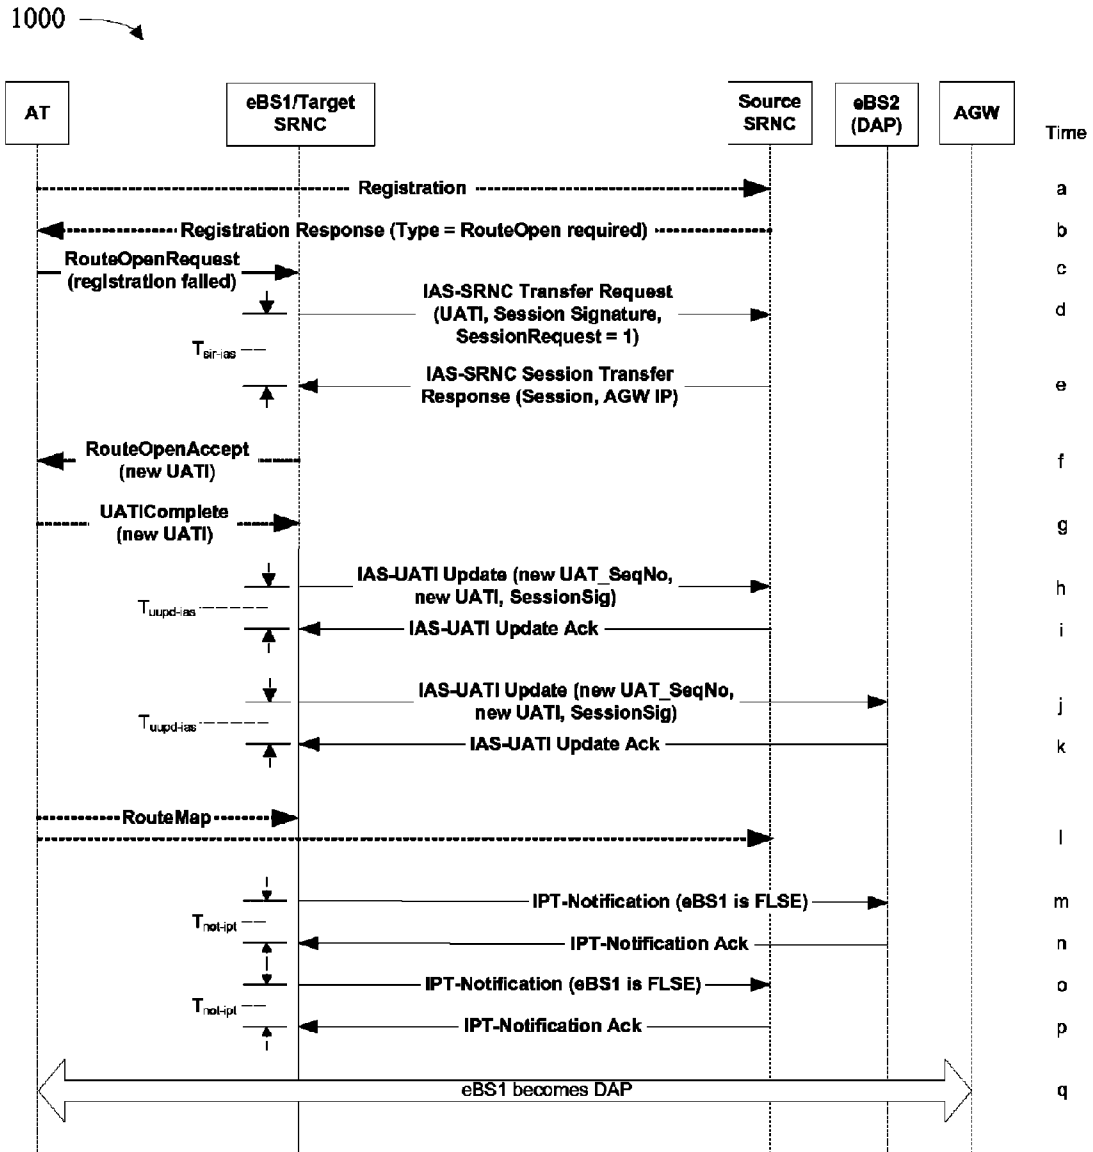 1000
AT
eBS1/Target
SRNC
Source
SRNC
eBS2
(DAP)
AGW
Time
Registration
a
Registration Response (Type = RouteOpen required)
b
RouteOpenRequest
(registration failed)
c
IAS-SRNC Transfer Request
(UATI, Session Signature,
SessionRequest = 1)
d
Tsir-ias
IAS-SRNC Session Transfer
Response (Session, AGW IP)
e
RouteOpenAccept
(new UATI)
f
UATIComplete
(new UATI)
g
IAS-UATI Update (new UAT_SeqNo,
new UATI, SessionSig)
h
Tuupd-ias
IAS-UATI Update Ack
i
IAS-UATI Update (new UAT_SeqNo,
new UATI, SessionSig)
j
Tuupd-ias
IAS-UATI Update Ack
k
RouteMap
l
IPT-Notification (eBS1 is FLSE)
m
Tnot-ipt
IPT-Notification Ack
n
IPT-Notification (eBS1 is FLSE)
o
Tnot-ipt
IPT-Notification Ack
p
eBS1 becomes DAP
q